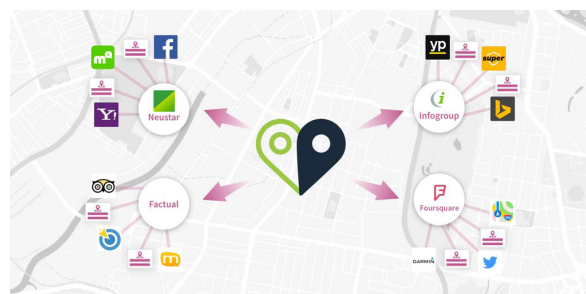 yp
super
Neustar
Infogroup
Y!
Factual
Foursquare
GARMIN